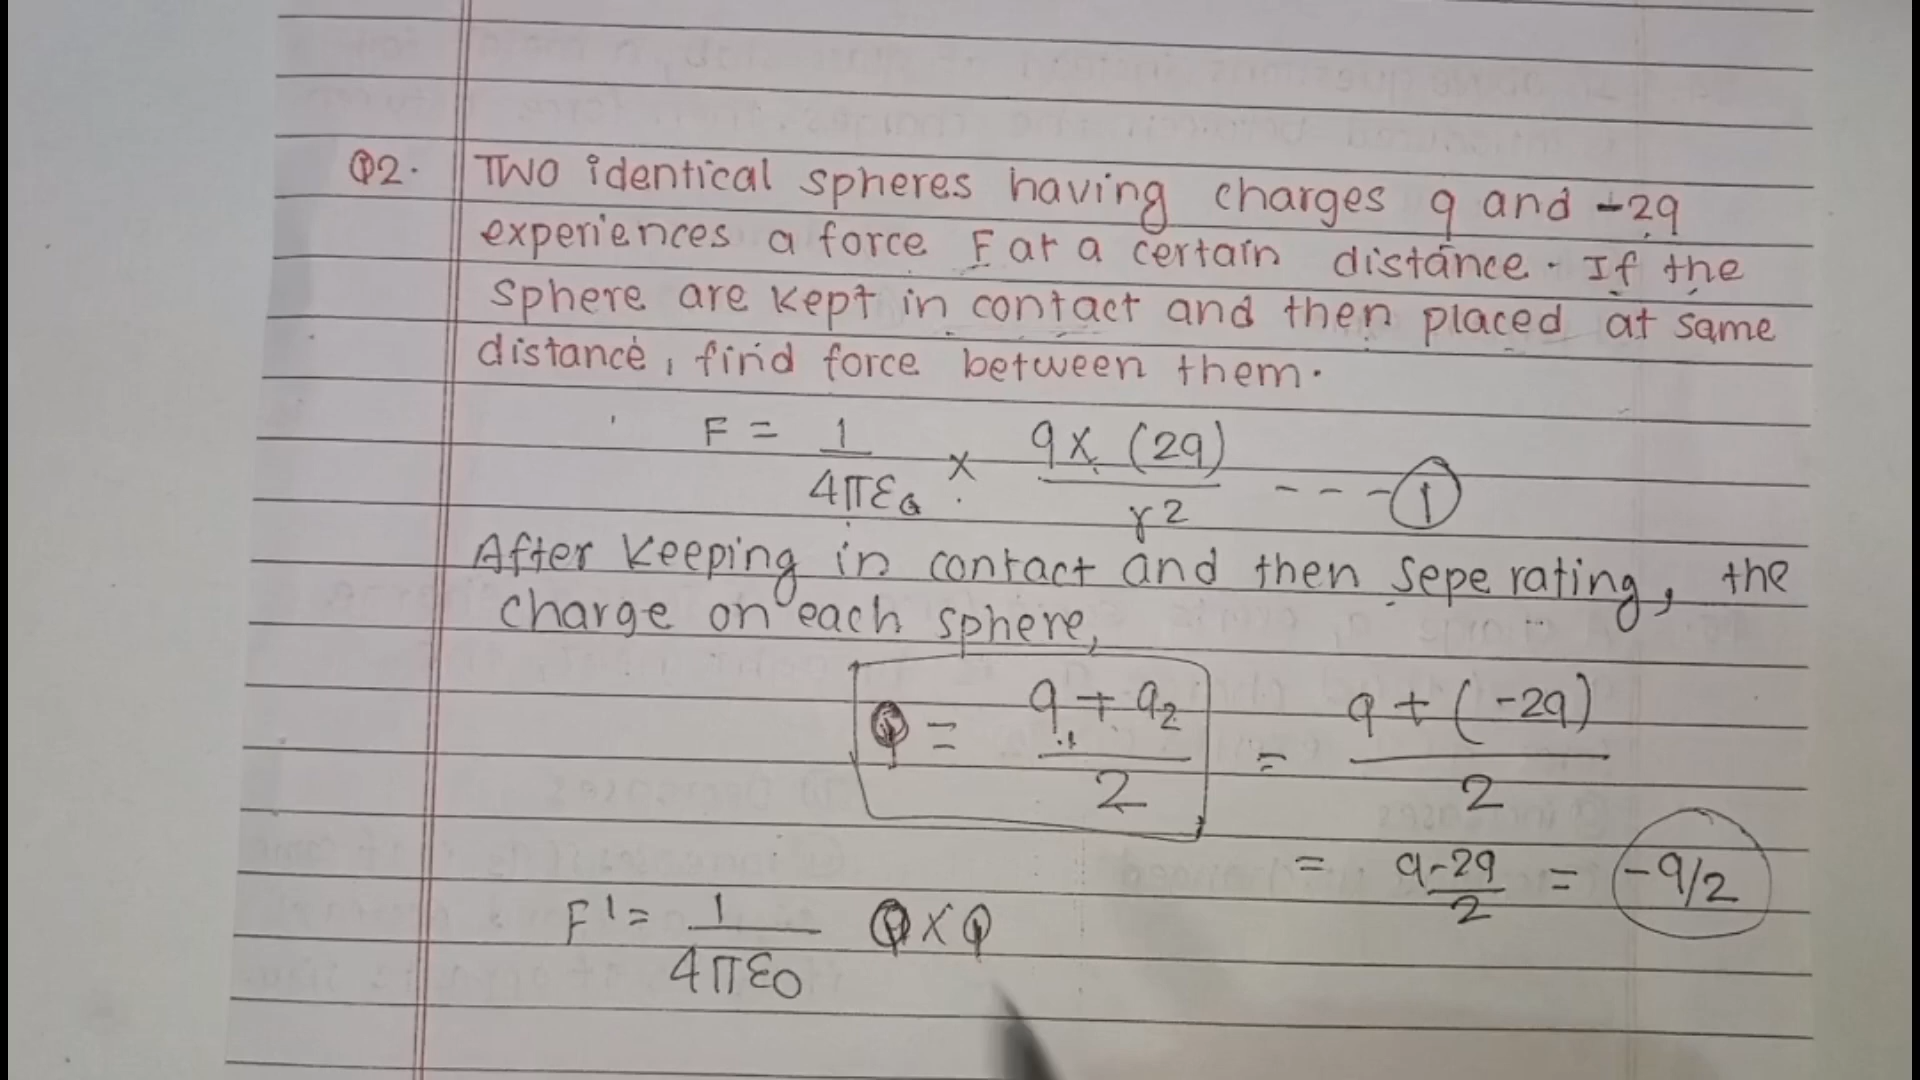 Q2. Two identical spheres having charges q and -2q
experiences a force F at a certain distance. If the
sphere are kept in contact and then placed at same
distance, find force between them.
F = 1/4πε0 × q × (2q)/r2 ----①
After keeping in contact and then seperating, the
charge on each sphere,
Q = q1 + q2/2 = q + (-2q)/2
= q-2q/2 = -q/2
F' = 1/4πε0 Q×Q